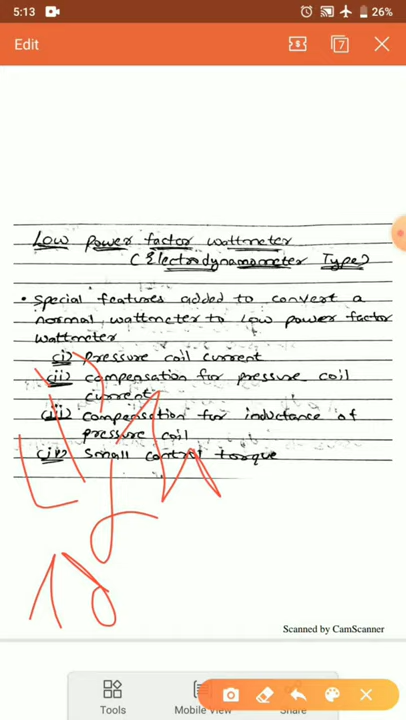 5:13
26%
Edit
7
Low power factor wattmeter
(Electrodynamometer Type)
• Special features added to convert a
normal wattmeter to low power factor
wattmeter
(i) Pressure coil current
(ii) compensation for pressure coil
current
(iii) compensation for inductance of
pressure coil
(iv) Small control torque
Scanned by CamScanner
Tools
Mobile View
Share